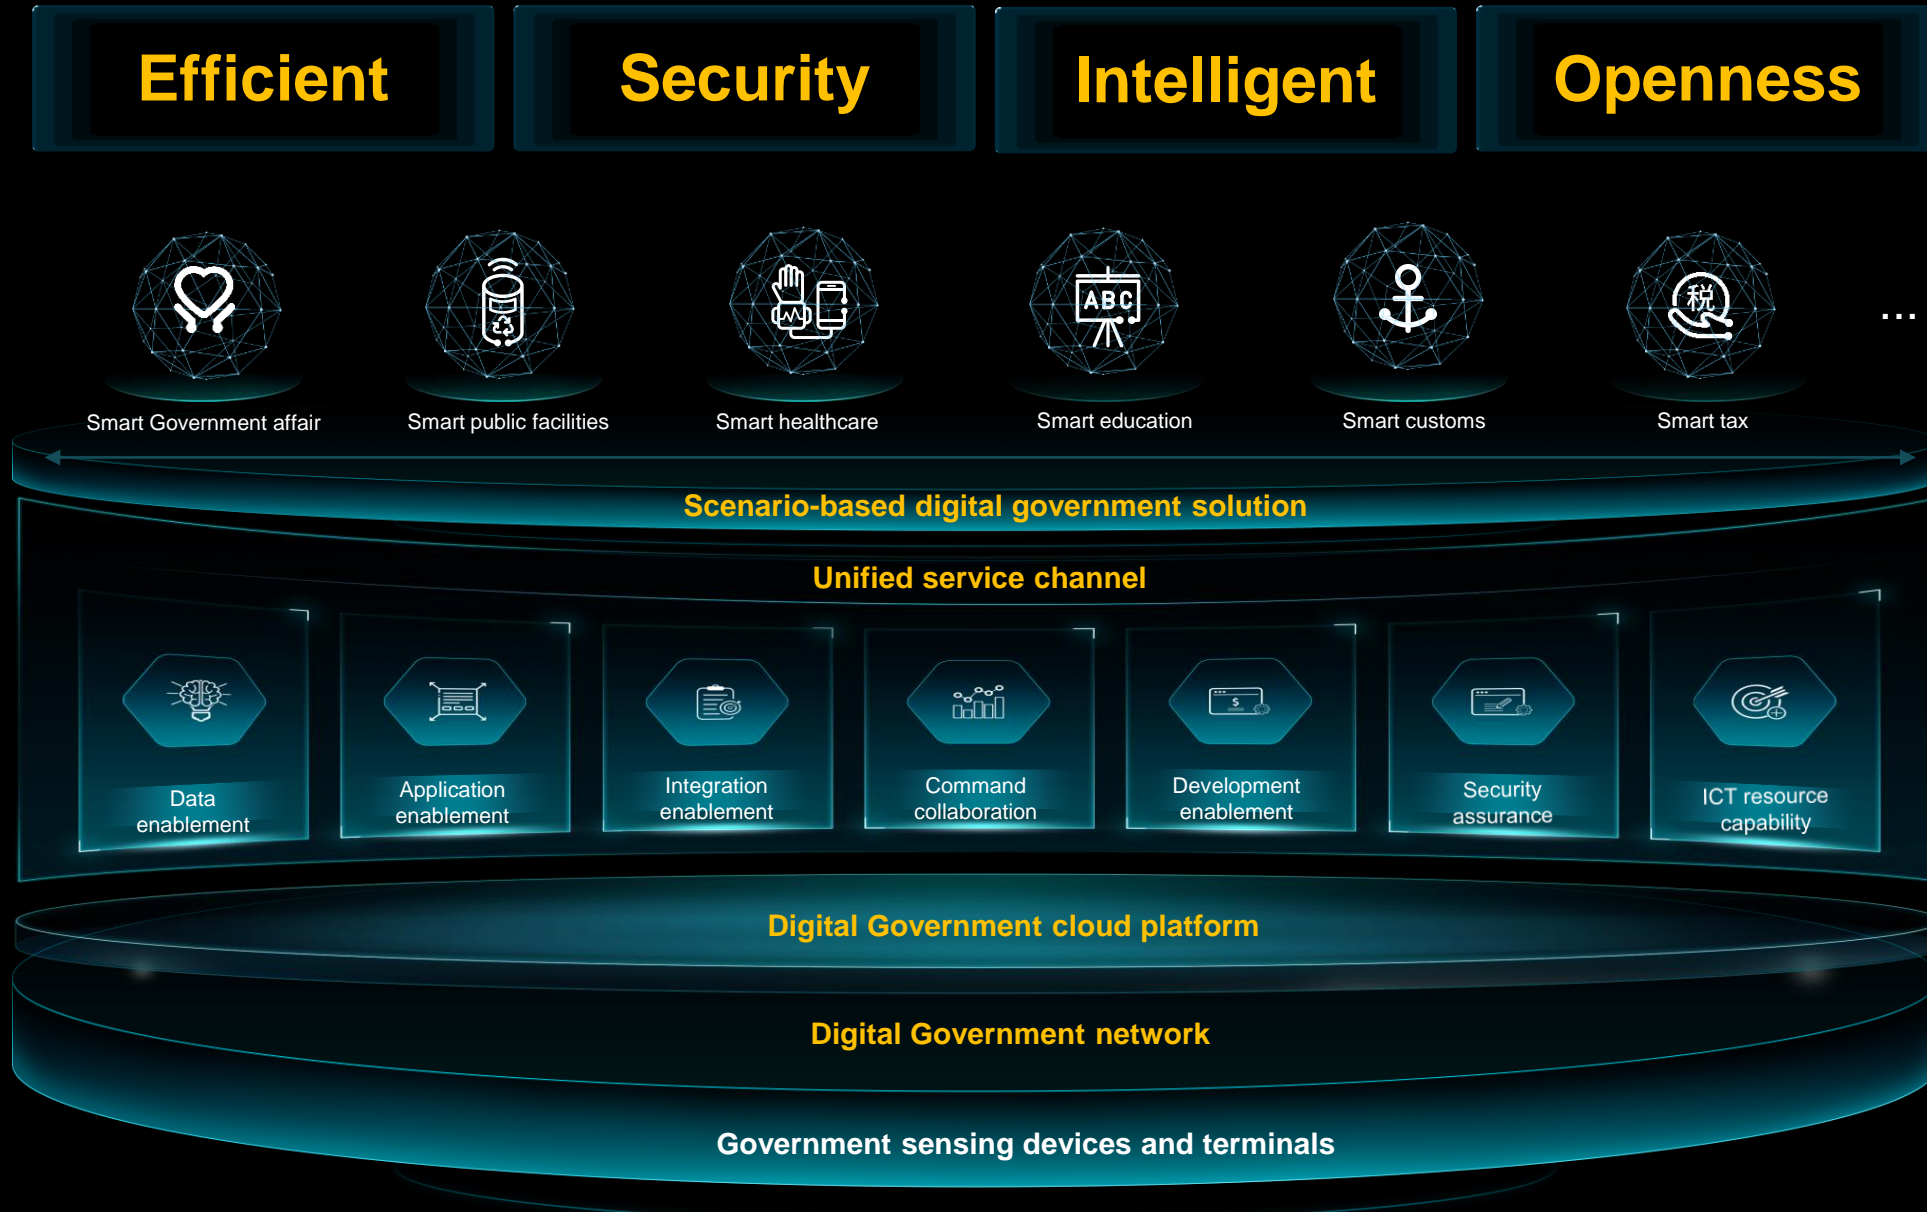 Efficient
Security
Intelligent
Openness
ABC
税
...
Smart Government affair
Smart public facilities
Smart healthcare
Smart education
Smart customs
Smart tax
Scenario-based digital government solution
Unified service channel
$
Data
enablement
Application
enablement
Integration
enablement
Command
collaboration
Development
enablement
Security
assurance
ICT resource
capability
Digital Government cloud platform
Digital Government network
Government sensing devices and terminals